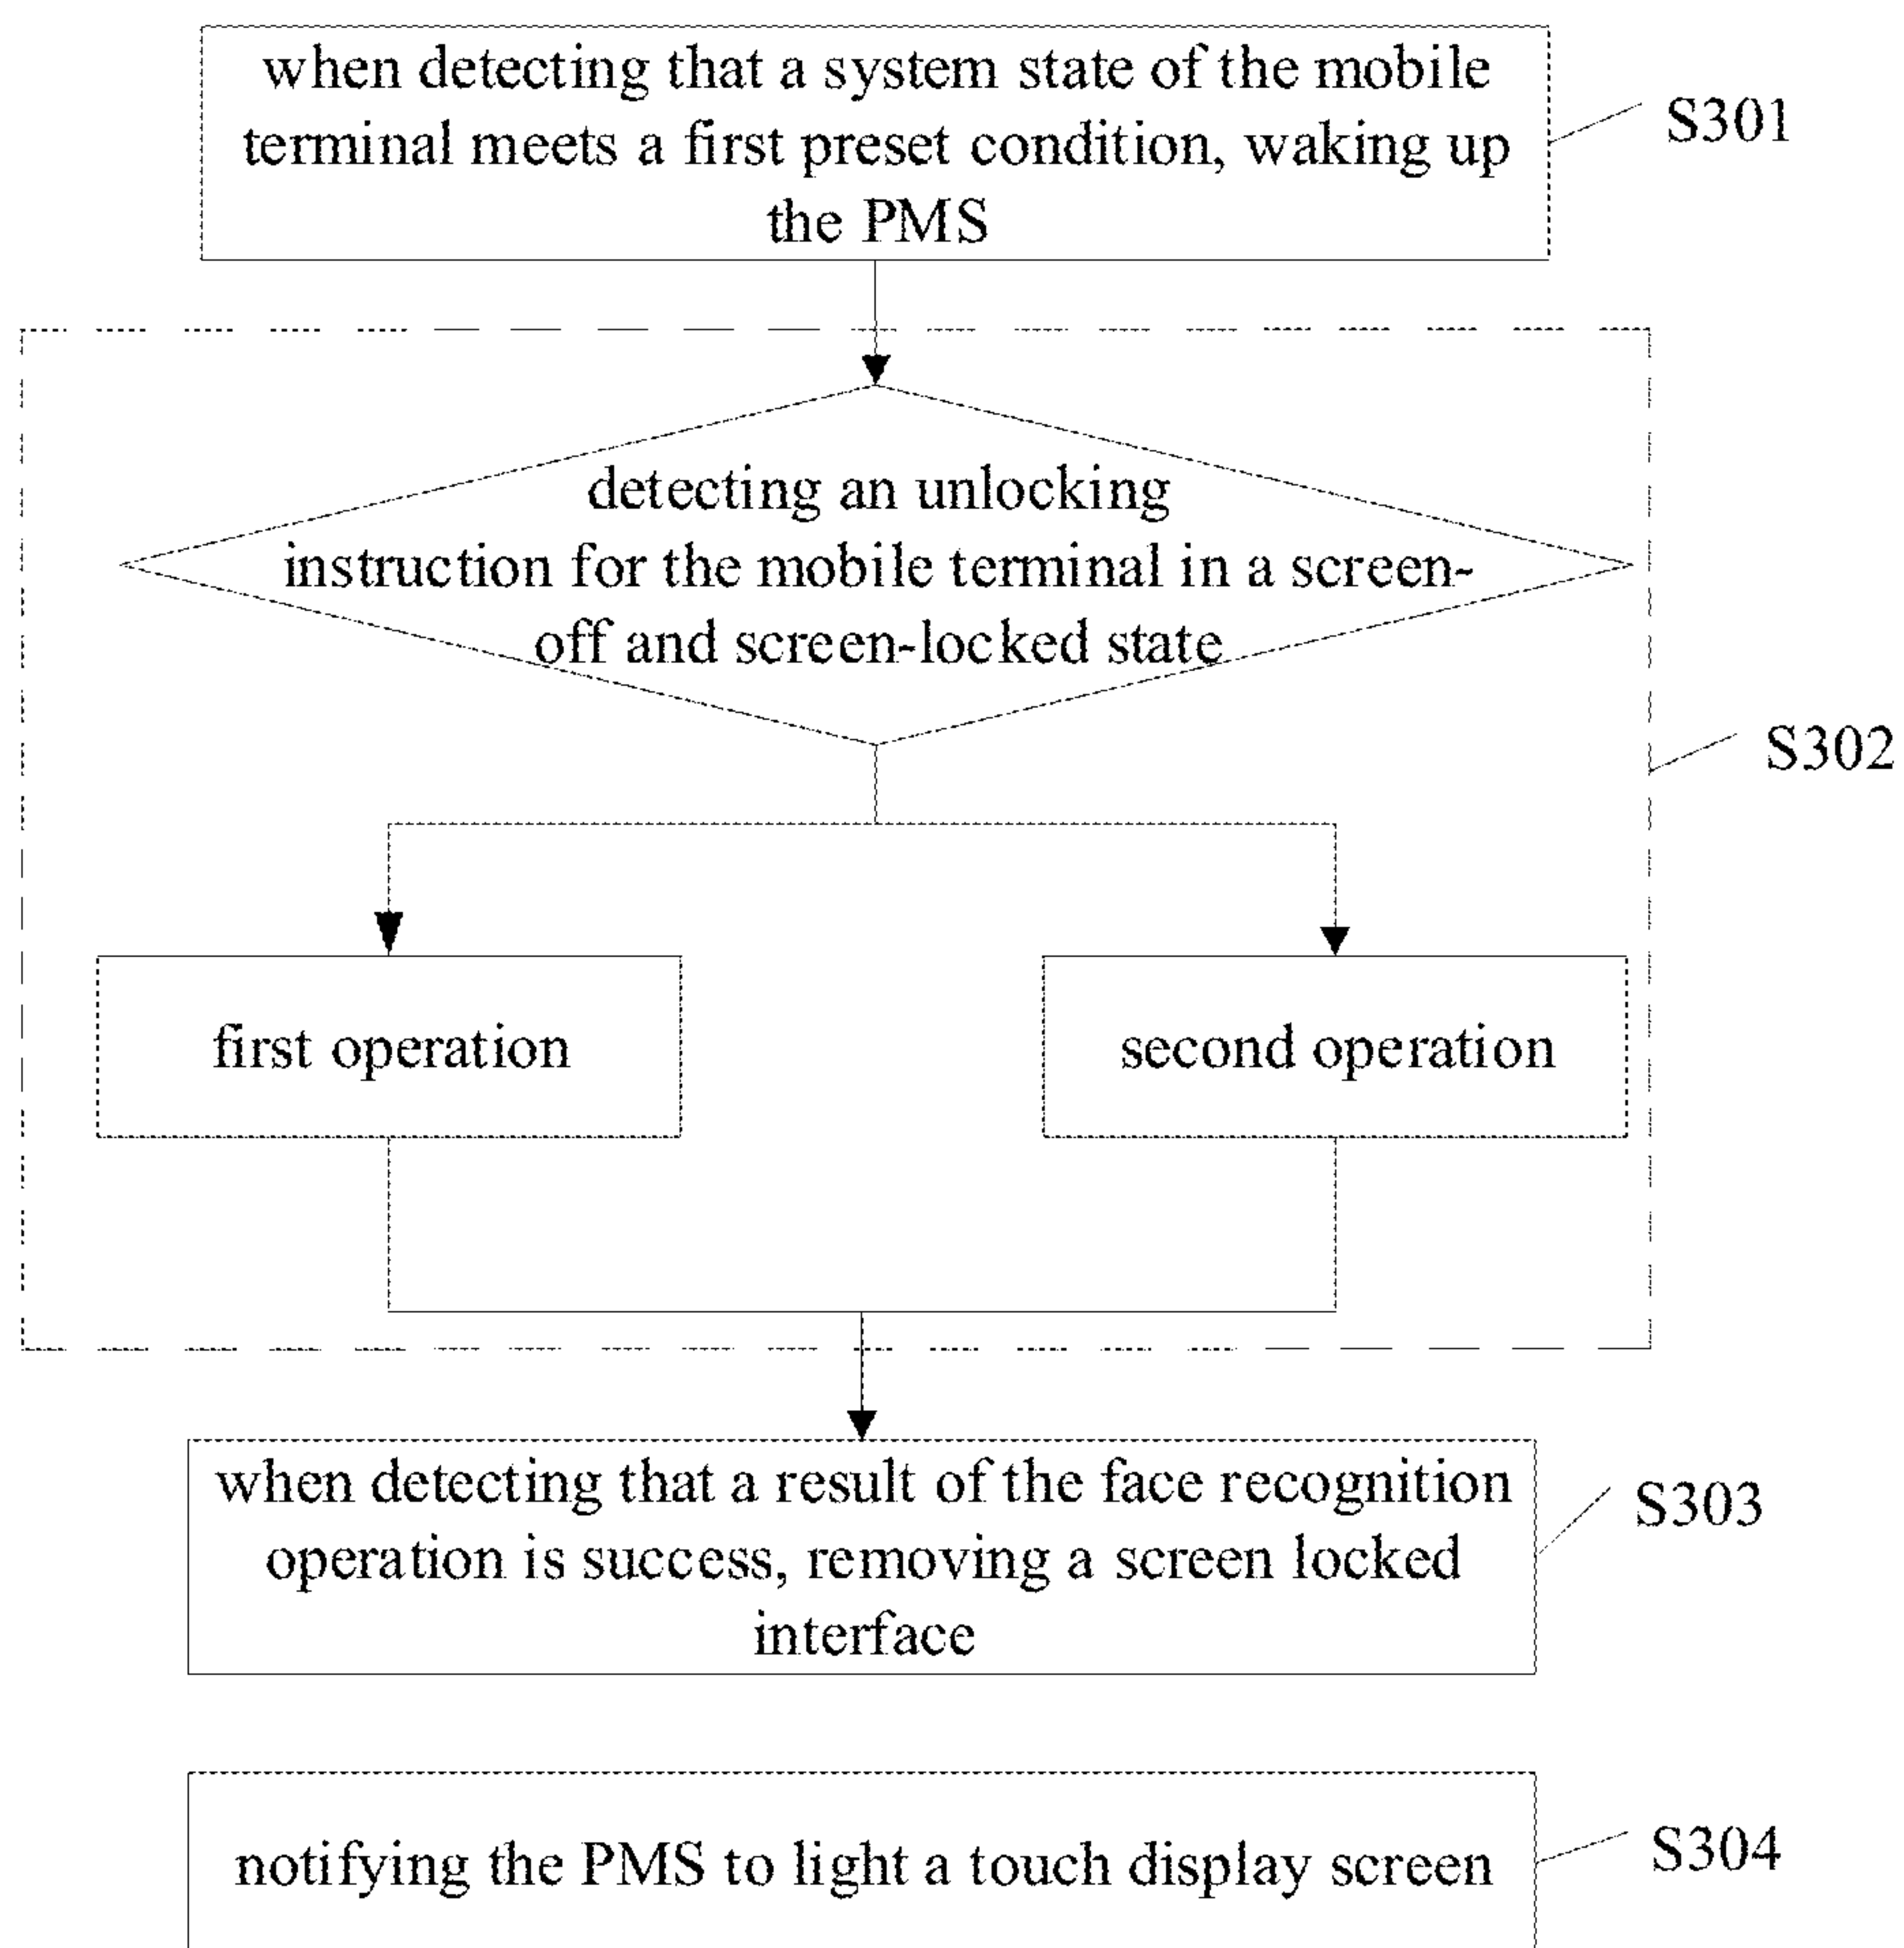 when detecting that a system state of the mobile
terminal meets a first preset condition, waking up
the PMS
S301
detecting an unlocking
instruction for the mobile terminal in a screen-
off and screen-locked state
S302
first operation
second operation
when detecting that a result of the face recognition
operation is success, removing a screen locked
interface
S303
notifying the PMS to light a touch display screen
S304